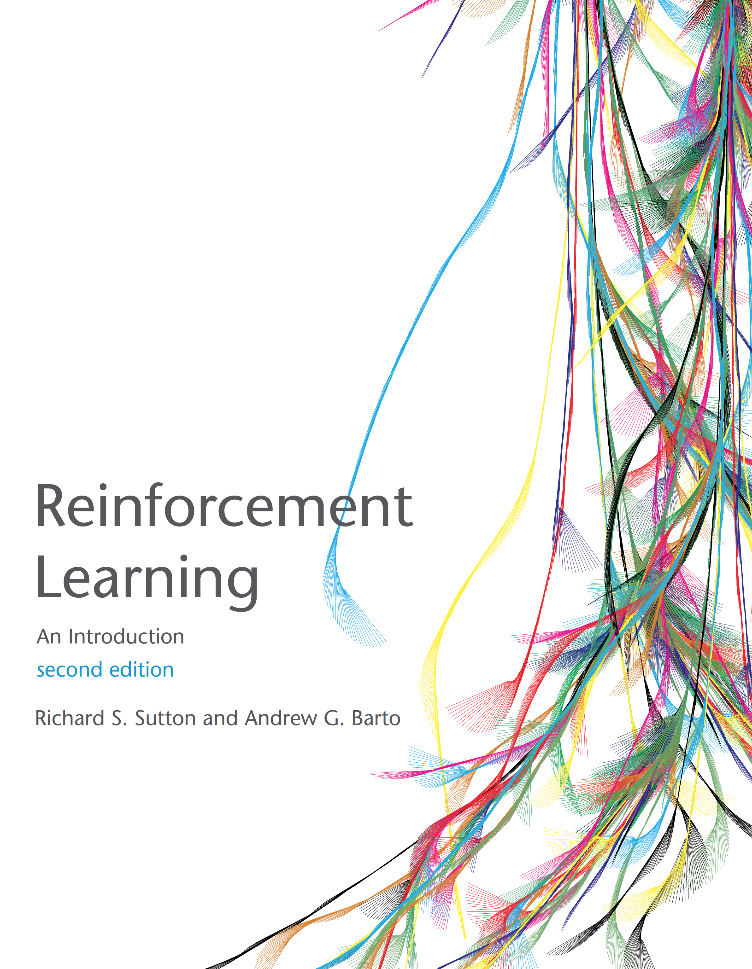 Reinforcement
Learning
An Introduction
second edition
Richard S. Sutton and Andrew G. Barto